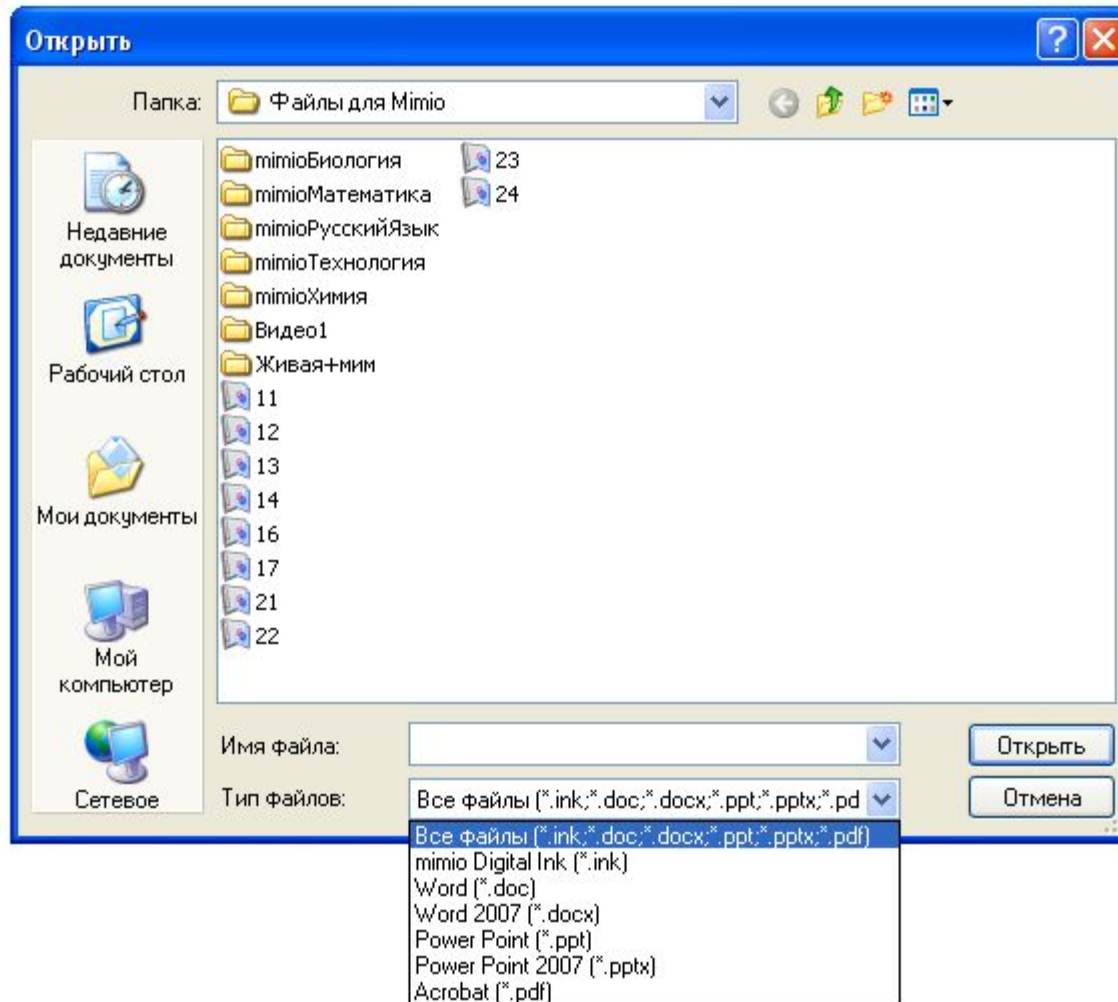 Открыть
Папка:
Файлы для Mimio
Недавние
документы
Рабочий стол
Мои документы
Мой
компьютер
Сетевое
mimioБиология
mimioМатематика
mimioРусскийЯзык
mimioТехнология
mimioХимия
Видео1
Живая+мим
11
12
13
14
16
17
21
22
23
24
Имя файла:
Открыть
Тип файлов:
Все файлы (*.ink;*.doc;*.docx;*.ppt;*.pptx;*.pd
Отмена
Все файлы (*.ink;*.doc;*.docx;*.ppt;*.pptx;*.pdf)
mimio Digital Ink (*.ink)
Word (*.doc)
Word 2007 (*.docx)
Power Point (*.ppt)
Power Point 2007 (*.pptx)
Acrobat (*.pdf)